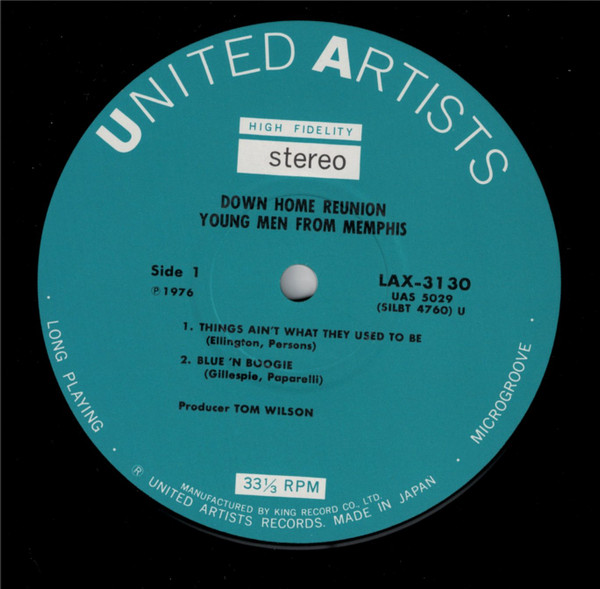 UNITED ARTISTS
HIGH FIDELITY
stereo
DOWN HOME REUNION
YOUNG MEN FROM MEMPHIS
Side 1
Ⓟ 1976
LAX-3130
UAS 5029
(SILBT 4760) U
1. THINGS AIN'T WHAT THEY USED TO BE
(Ellington, Persons)
2. BLUE 'N BOOGIE
(Gillespie, Paparelli)
Producer TOM WILSON
· LONG PLAYING ·
· MICROGROOVE ·
33⅓ RPM
MANUFACTURED BY KING RECORD CO., LTD.
® UNITED ARTISTS RECORDS. MADE IN JAPAN